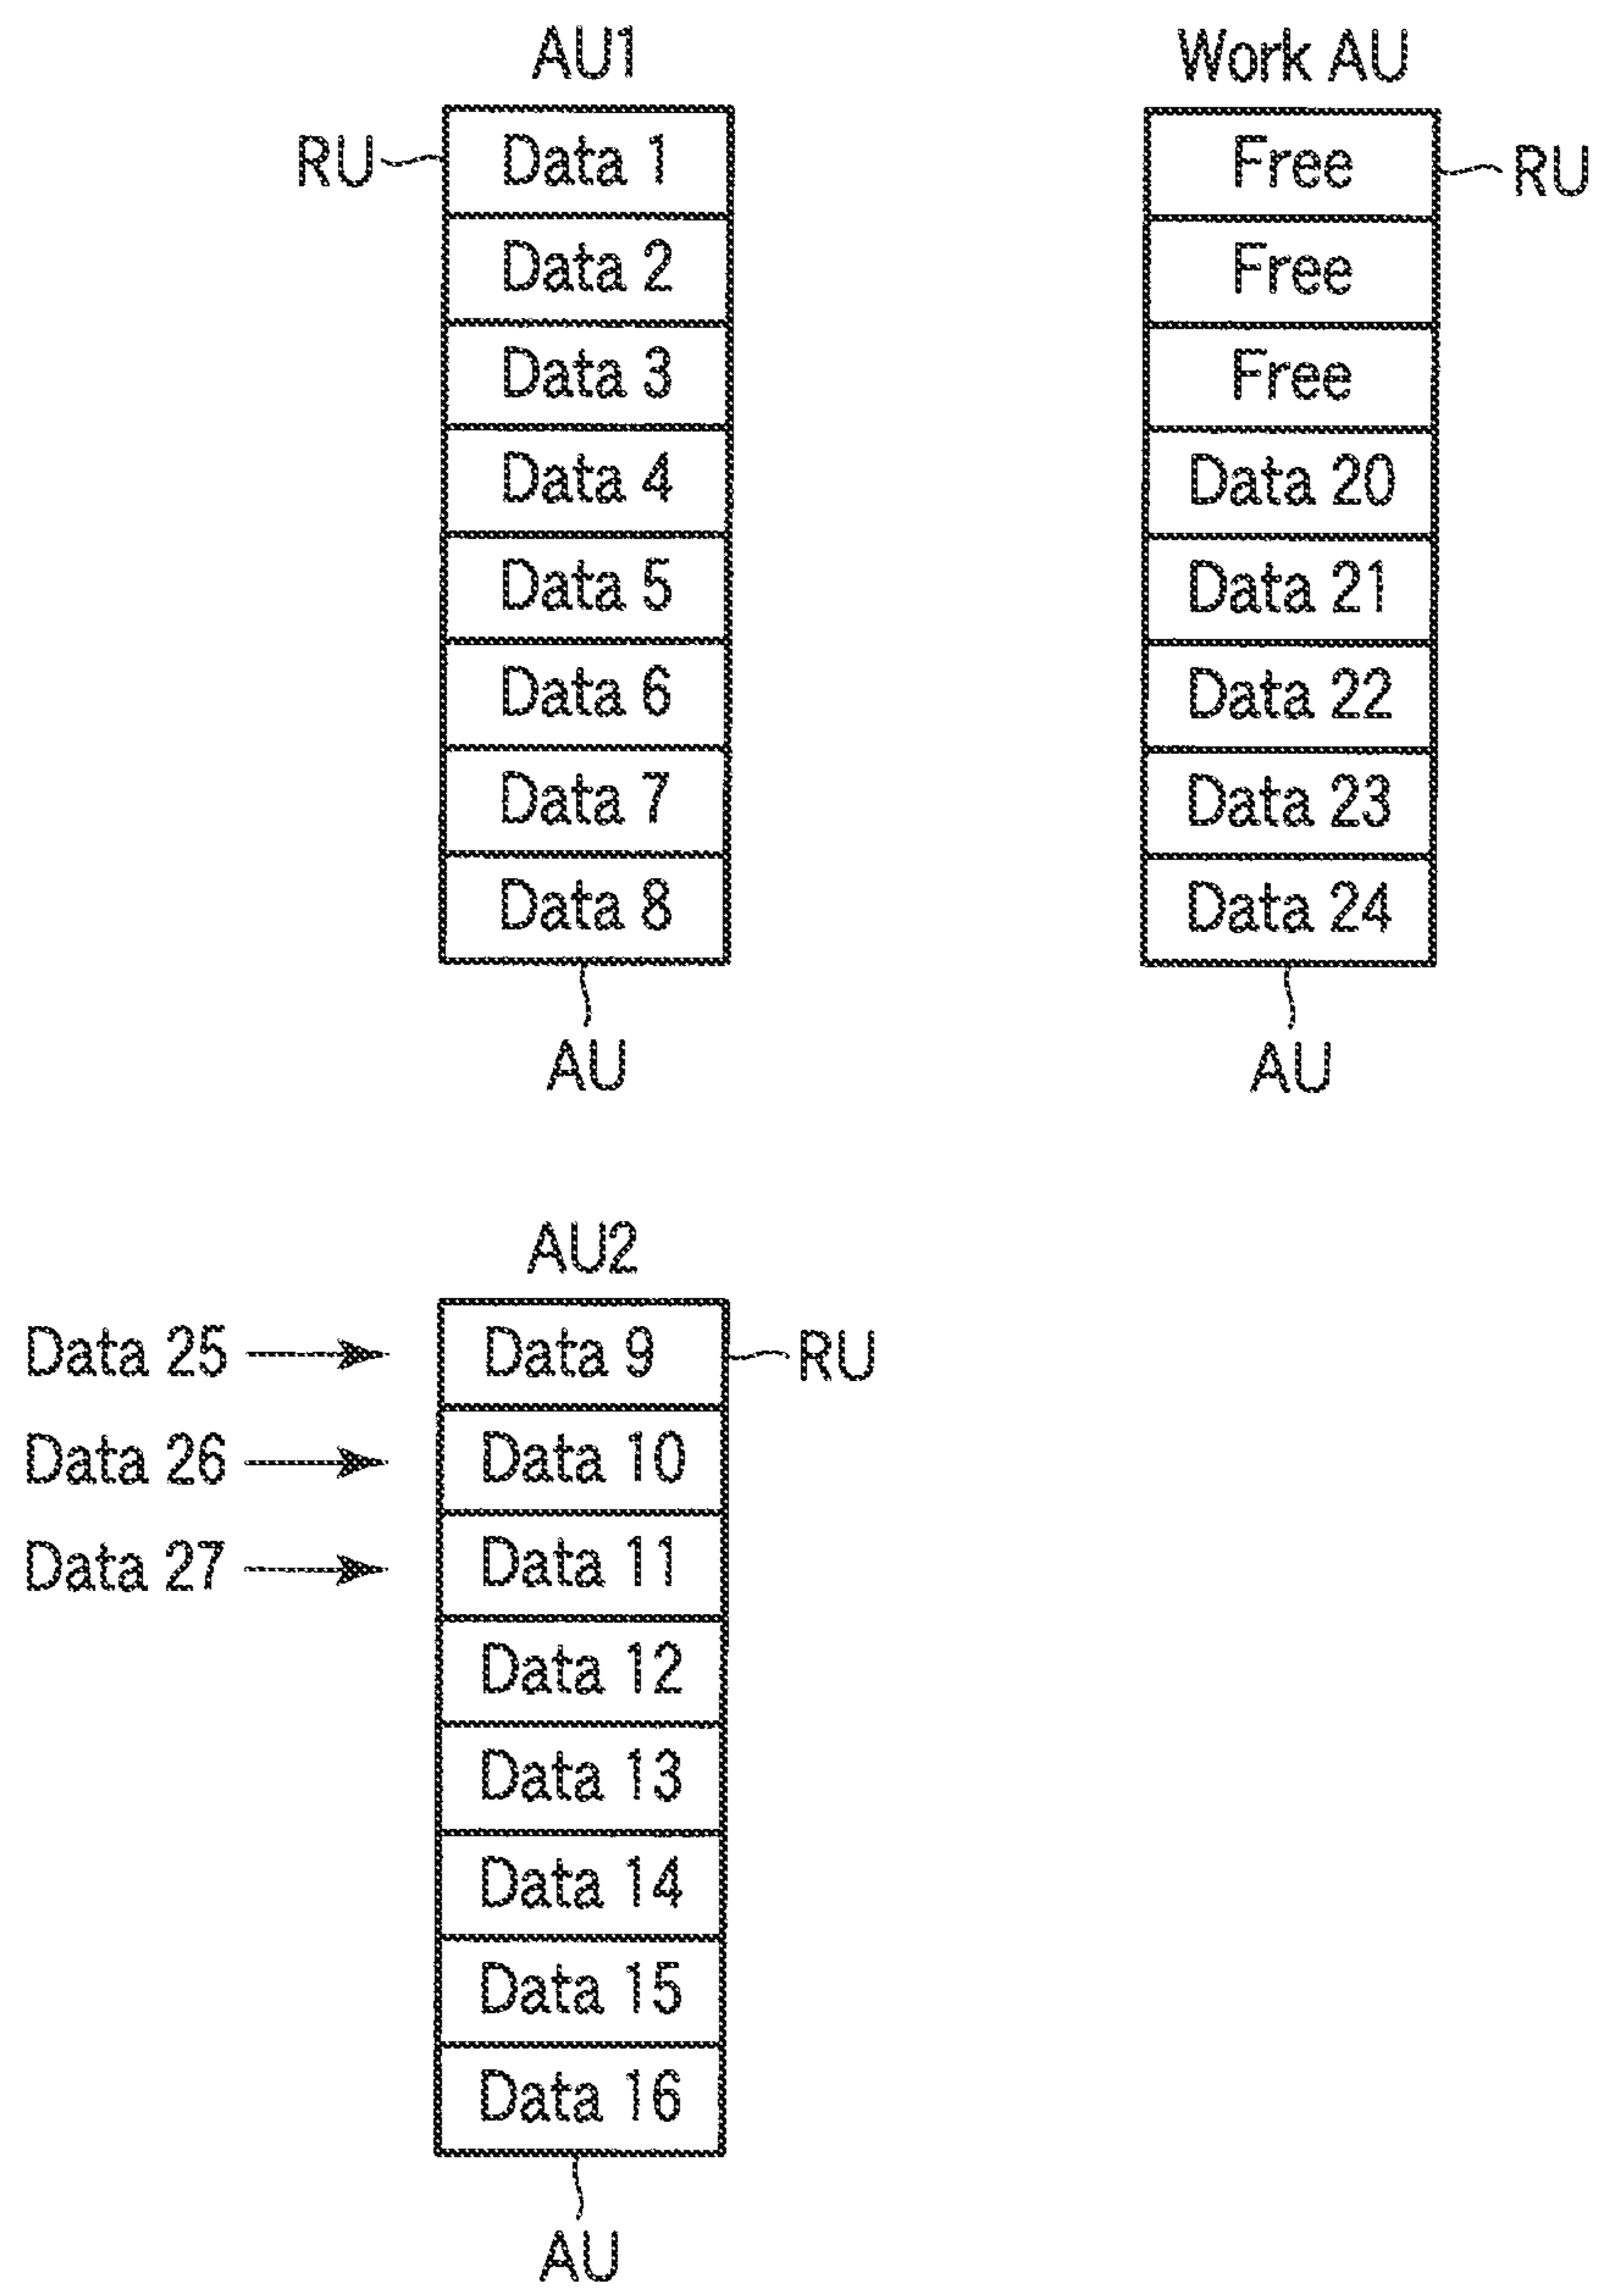 AU1
RU
Data 1
Data 2
Data 3
Data 4
Data 5
Data 6
Data 7
Data 8
AU
Work AU
Free
RU
Free
Free
Data 20
Data 21
Data 22
Data 23
Data 24
AU
AU2
Data 25
Data 9
RU
Data 26
Data 10
Data 27
Data 11
Data 12
Data 13
Data 14
Data 15
Data 16
AU